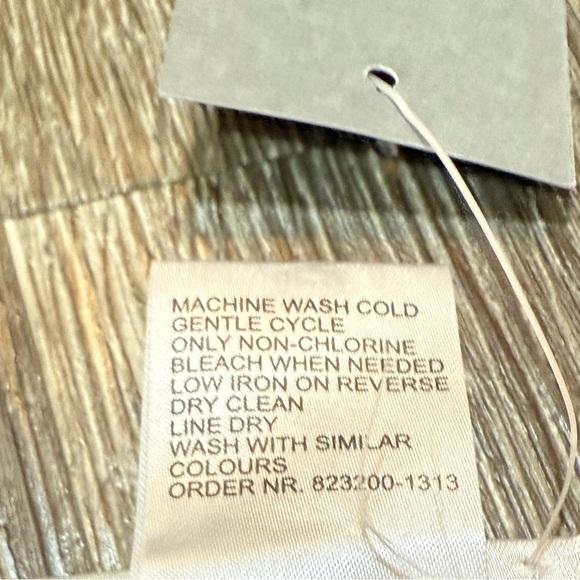 MACHINE WASH COLD
GENTLE CYCLE
ONLY NON-CHLORINE
BLEACH WHEN NEEDED
LOW IRON ON REVERSE
DRY CLEAN
LINE DRY
WASH WITH SIMILAR
COLOURS
ORDER NR. 823200-1313